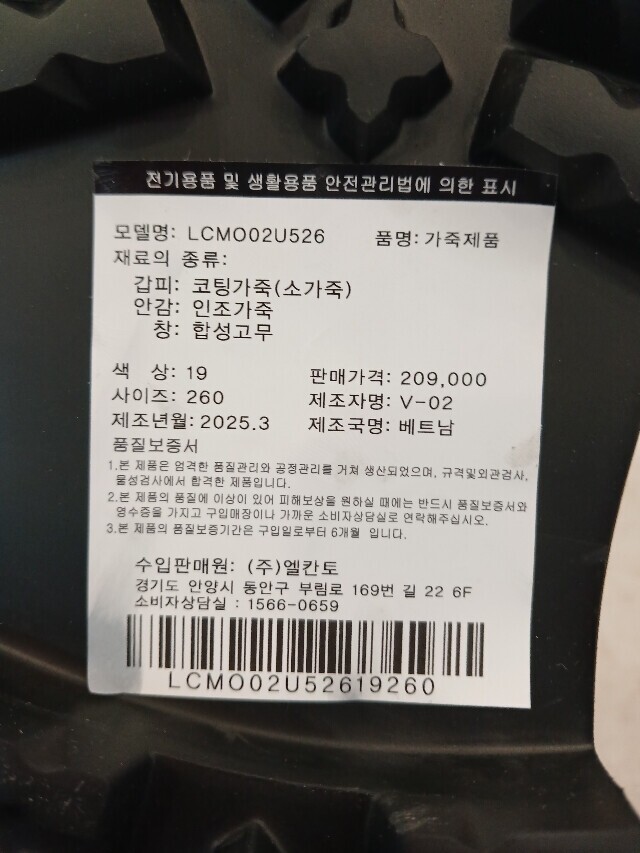 전기용품 및 생활용품 안전관리법에 의한 표시
모델명: LCMO02U526 품명: 가죽제품
재료의 종류:
갑피: 코팅가죽(소가죽)
안감: 인조가죽
창: 합성고무
색 상: 19 판매가격: 209,000
사이즈: 260 제조자명: V-02
제조년월: 2025.3 제조국명: 베트남
품질보증서
1.본 제품은 엄격한 품질관리와 공정관리를 거쳐 생산되었으며, 규격및외관검사,
물성검사에서 합격한 제품입니다.
2.본 제품의 품질에 이상이 있어 피해보상을 원하실 때에는 반드시 품질보증서와
영수증을 가지고 구입매장이나 가까운 소비자상담실로 연락해주십시오.
3.본 제품의 품질보증기간은 구입일로부터 6개월 입니다.
수입판매원: (주)엘칸토
경기도 안양시 동안구 부림로 169번 길 22 6F
소비자상담실 : 1566-0659
LCMO02U52619260